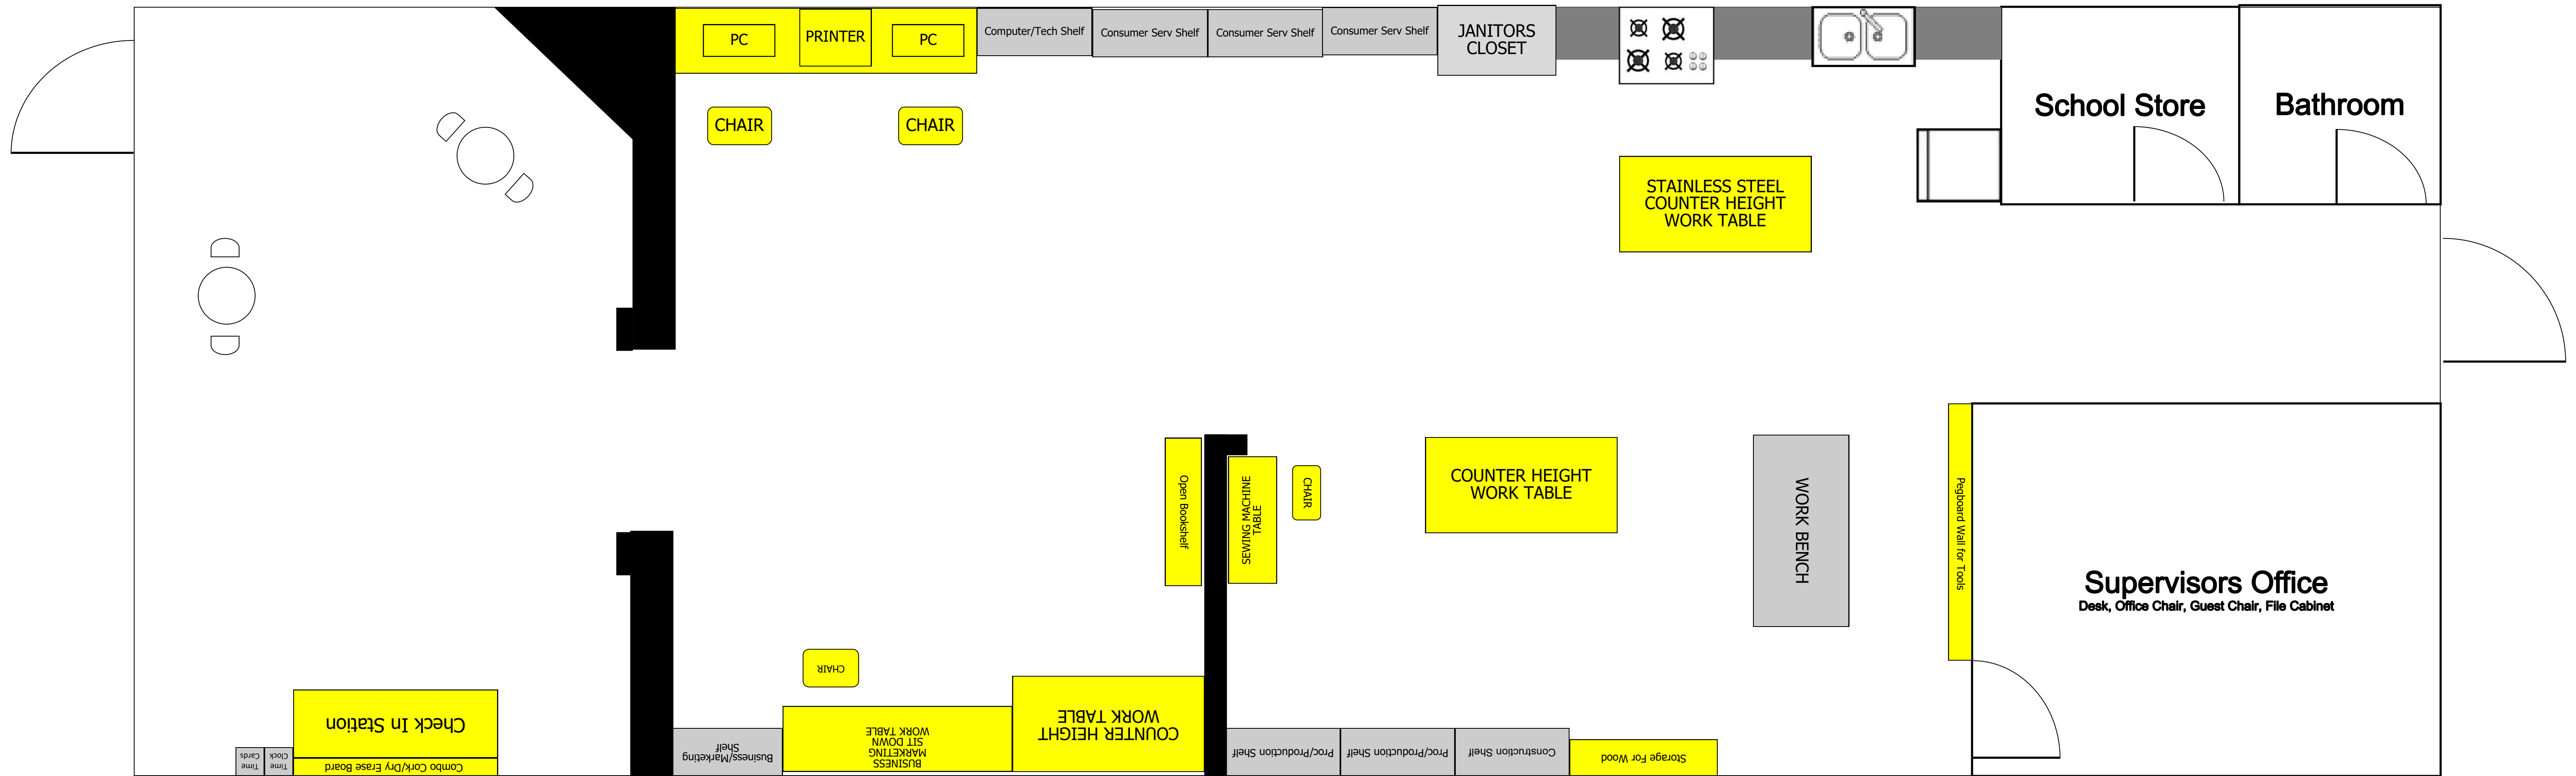 PC
PRINTER
PC
Computer/Tech Shelf
Consumer Serv Shelf
Consumer Serv Shelf
Consumer Serv Shelf
JANITORS
CLOSET
CHAIR
CHAIR
School Store
Bathroom
STAINLESS STEEL
COUNTER HEIGHT
WORK TABLE
Open Bookshelf
SEWING MACHINE
TABLE
CHAIR
COUNTER HEIGHT
WORK TABLE
WORK BENCH
Pegboard Wall for Tools
Supervisors Office
Desk, Office Chair, Guest Chair, File Cabinet
CHAIR
Check In Station
Time
Cards
Time
Clock
Combo Cork/Dry Erase Board
Business/Marketing
Shelf
BUSINESS
MARKETING
SIT DOWN
WORK TABLE
COUNTER HEIGHT
WORK TABLE
Proc/Production Shelf
Proc/Production Shelf
Construction Shelf
Storage For Wood